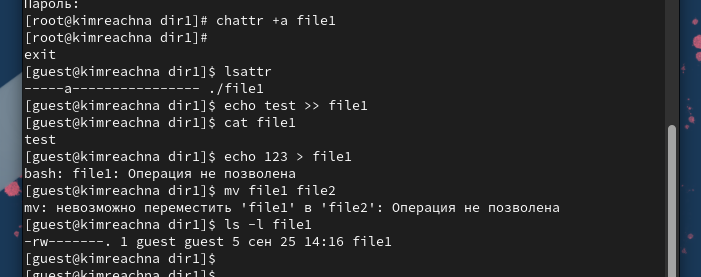 Пароль:
[root@kimreachna dir1]# chattr +a file1
[root@kimreachna dir1]#
exit
[guest@kimreachna dir1]$ lsattr
-----a---------------- ./file1
[guest@kimreachna dir1]$ echo test >> file1
[guest@kimreachna dir1]$ cat file1
test
[guest@kimreachna dir1]$ echo 123 > file1
bash: file1: Операция не позволена
[guest@kimreachna dir1]$ mv file1 file2
mv: невозможно переместить 'file1' в 'file2': Операция не позволена
[guest@kimreachna dir1]$ ls -l file1
-rw-------. 1 guest guest 5 сен 25 14:16 file1
[guest@kimreachna dir1]$
[guest@kimreachna dir1]$